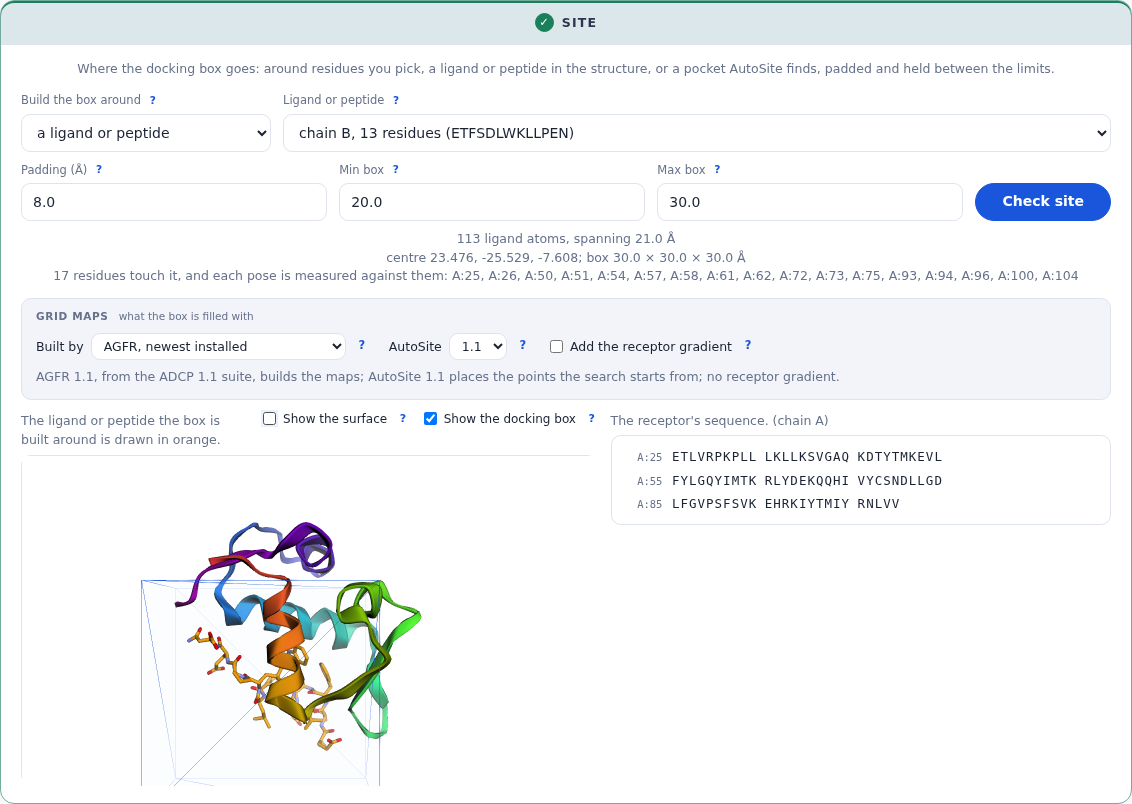 ✓ SITE
Where the docking box goes: around residues you pick, a ligand or peptide in the structure, or a pocket AutoSite finds, padded and held between the limits.
Build the box around ? Ligand or peptide ?
a ligand or peptide chain B, 13 residues (ETFSDLWKLLPEN)
Padding (Å) ? Min box ? Max box ?
8.0 20.0 30.0 Check site
113 ligand atoms, spanning 21.0 Å
centre 23.476, -25.529, -7.608; box 30.0 × 30.0 × 30.0 Å
17 residues touch it, and each pose is measured against them: A:25, A:26, A:50, A:51, A:54, A:57, A:58, A:61, A:62, A:72, A:73, A:75, A:93, A:94, A:96, A:100, A:104
GRID MAPS what the box is filled with
Built by AGFR, newest installed ? AutoSite 1.1 ? Add the receptor gradient ?
AGFR 1.1, from the ADCP 1.1 suite, builds the maps; AutoSite 1.1 places the points the search starts from; no receptor gradient.
The ligand or peptide the box is
built around is drawn in orange.
Show the surface ? Show the docking box ?
The receptor's sequence. (chain A)
A:25 ETLVRPKPLL LKLLKSVGAQ KDTYTMKEVL
A:55 FYLGQYIMTK RLYDEKQQHI VYCSNDLLGD
A:85 LFGVPSFSVK EHRKIYTMIY RNLVV